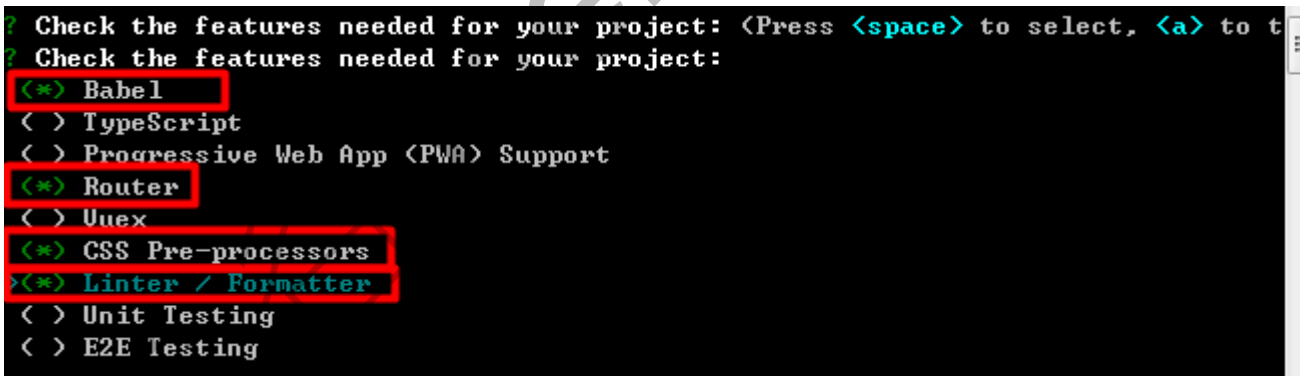 ? Check the features needed for your project: (Press <space> to select, <a> to t
? Check the features needed for your project:
(*) Babel
( ) TypeScript
( ) Progressive Web App (PWA) Support
(*) Router
( ) Vuex
(*) CSS Pre-processors
>(*) Linter / Formatter
( ) Unit Testing
( ) E2E Testing